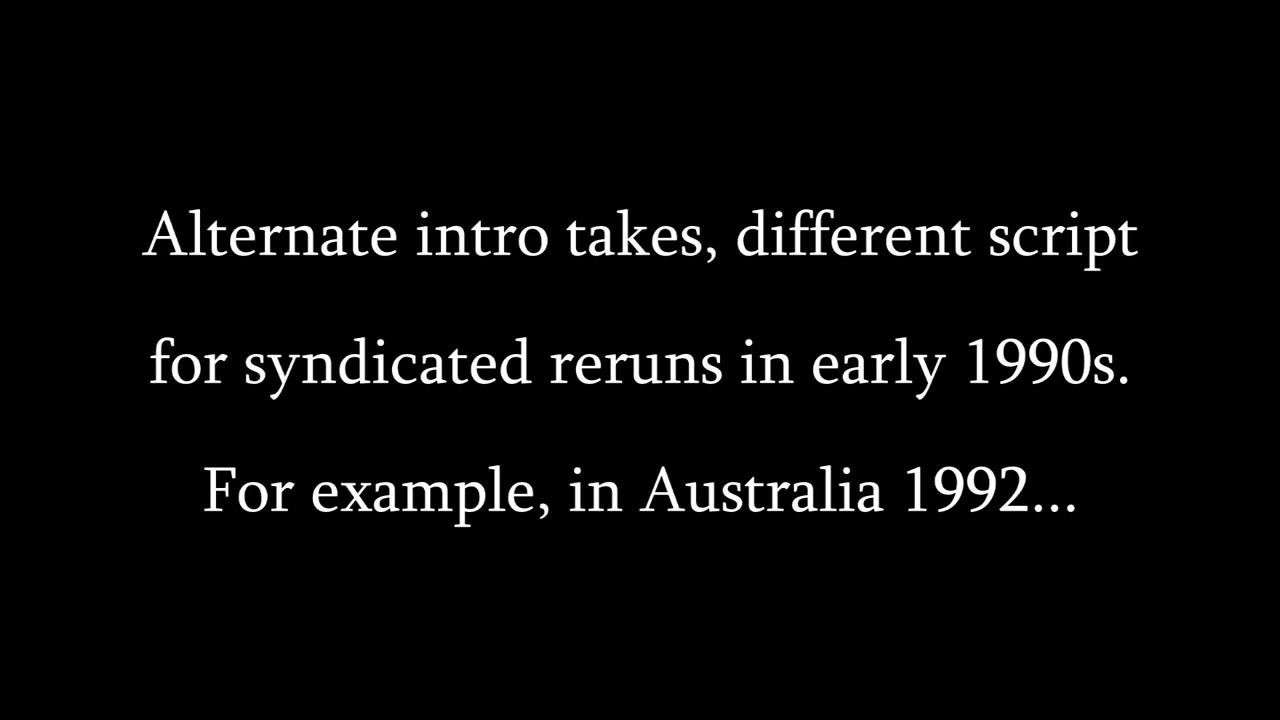 Alternate intro takes, different script
for syndicated reruns in early 1990s.
For example, in Australia 1992...